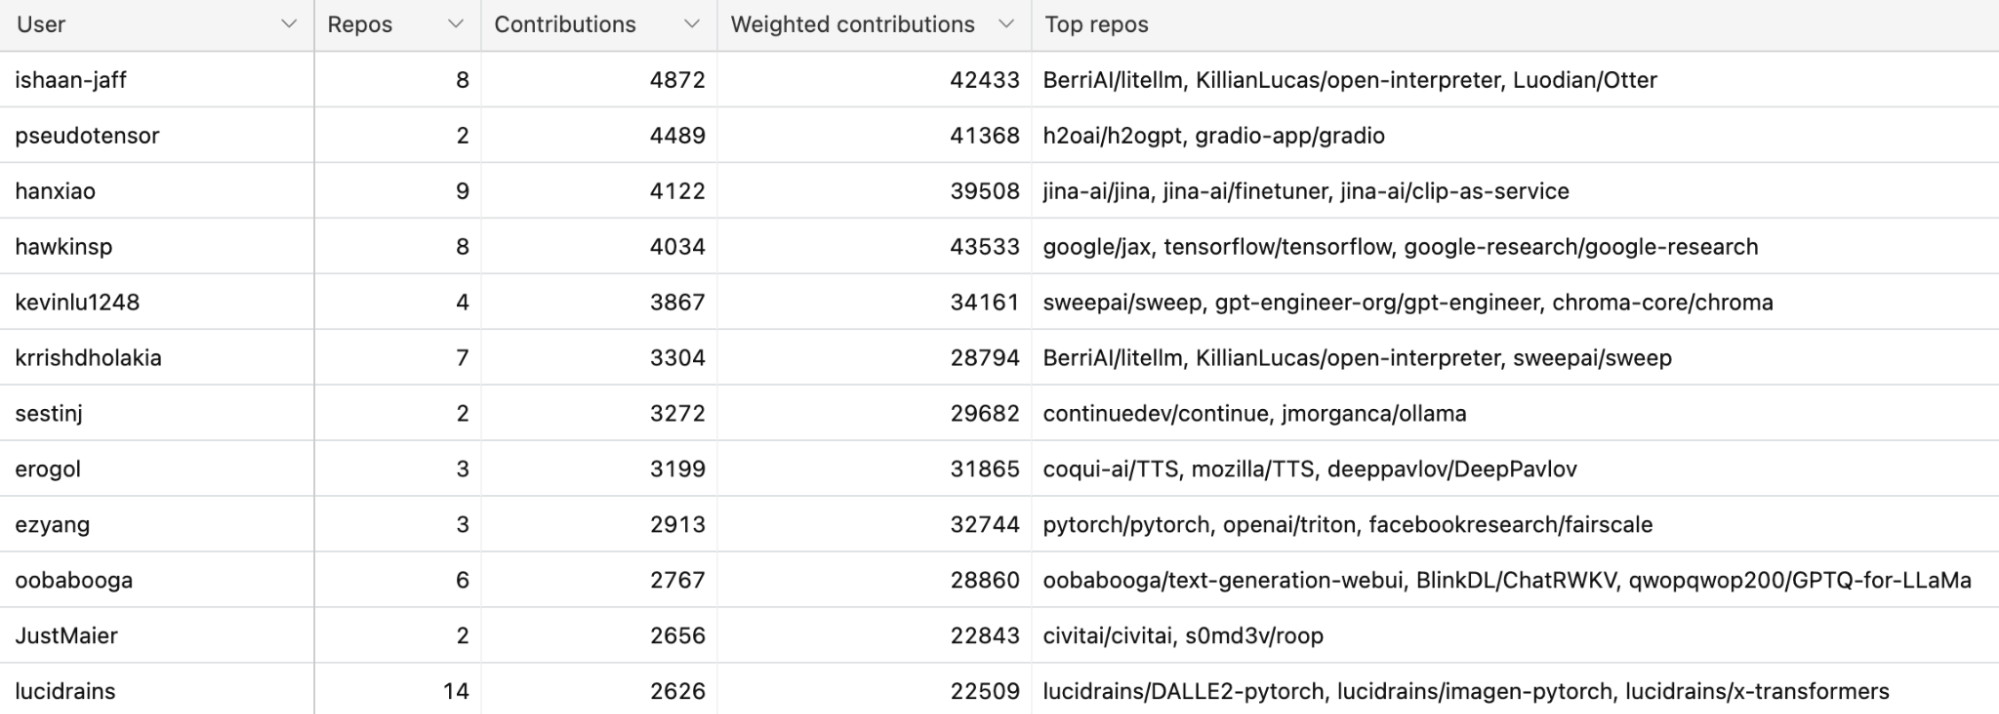 User Repos Contributions Weighted contributions Top repos
ishaan-jaff 8 4872 42433 BerriAI/litellm, KillianLucas/open-interpreter, Luodian/Otter
pseudotensor 2 4489 41368 h2oai/h2ogpt, gradio-app/gradio
hanxiao 9 4122 39508 jina-ai/jina, jina-ai/finetuner, jina-ai/clip-as-service
hawkinsp 8 4034 43533 google/jax, tensorflow/tensorflow, google-research/google-research
kevinlu1248 4 3867 34161 sweepai/sweep, gpt-engineer-org/gpt-engineer, chroma-core/chroma
krrishdholakia 7 3304 28794 BerriAI/litellm, KillianLucas/open-interpreter, sweepai/sweep
sestinj 2 3272 29682 continuedev/continue, jmorganca/ollama
erogol 3 3199 31865 coqui-ai/TTS, mozilla/TTS, deeppavlov/DeepPavlov
ezyang 3 2913 32744 pytorch/pytorch, openai/triton, facebookresearch/fairscale
oobabooga 6 2767 28860 oobabooga/text-generation-webui, BlinkDL/ChatRWKV, qwopqwop200/GPTQ-for-LLaMa
JustMaier 2 2656 22843 civitai/civitai, s0md3v/roop
lucidrains 14 2626 22509 lucidrains/DALLE2-pytorch, lucidrains/imagen-pytorch, lucidrains/x-transformers